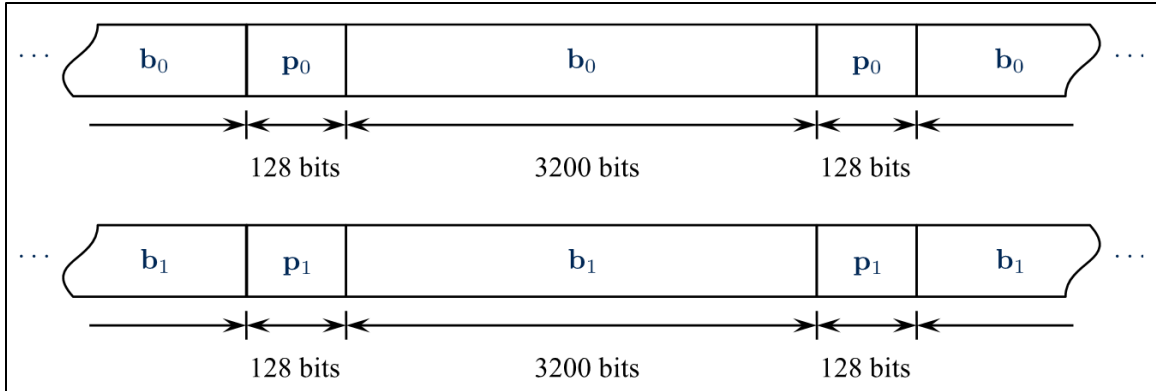 ··· b₀ p₀ b₀ p₀ b₀ ···
128 bits 3200 bits 128 bits
··· b₁ p₁ b₁ p₁ b₁ ···
128 bits 3200 bits 128 bits